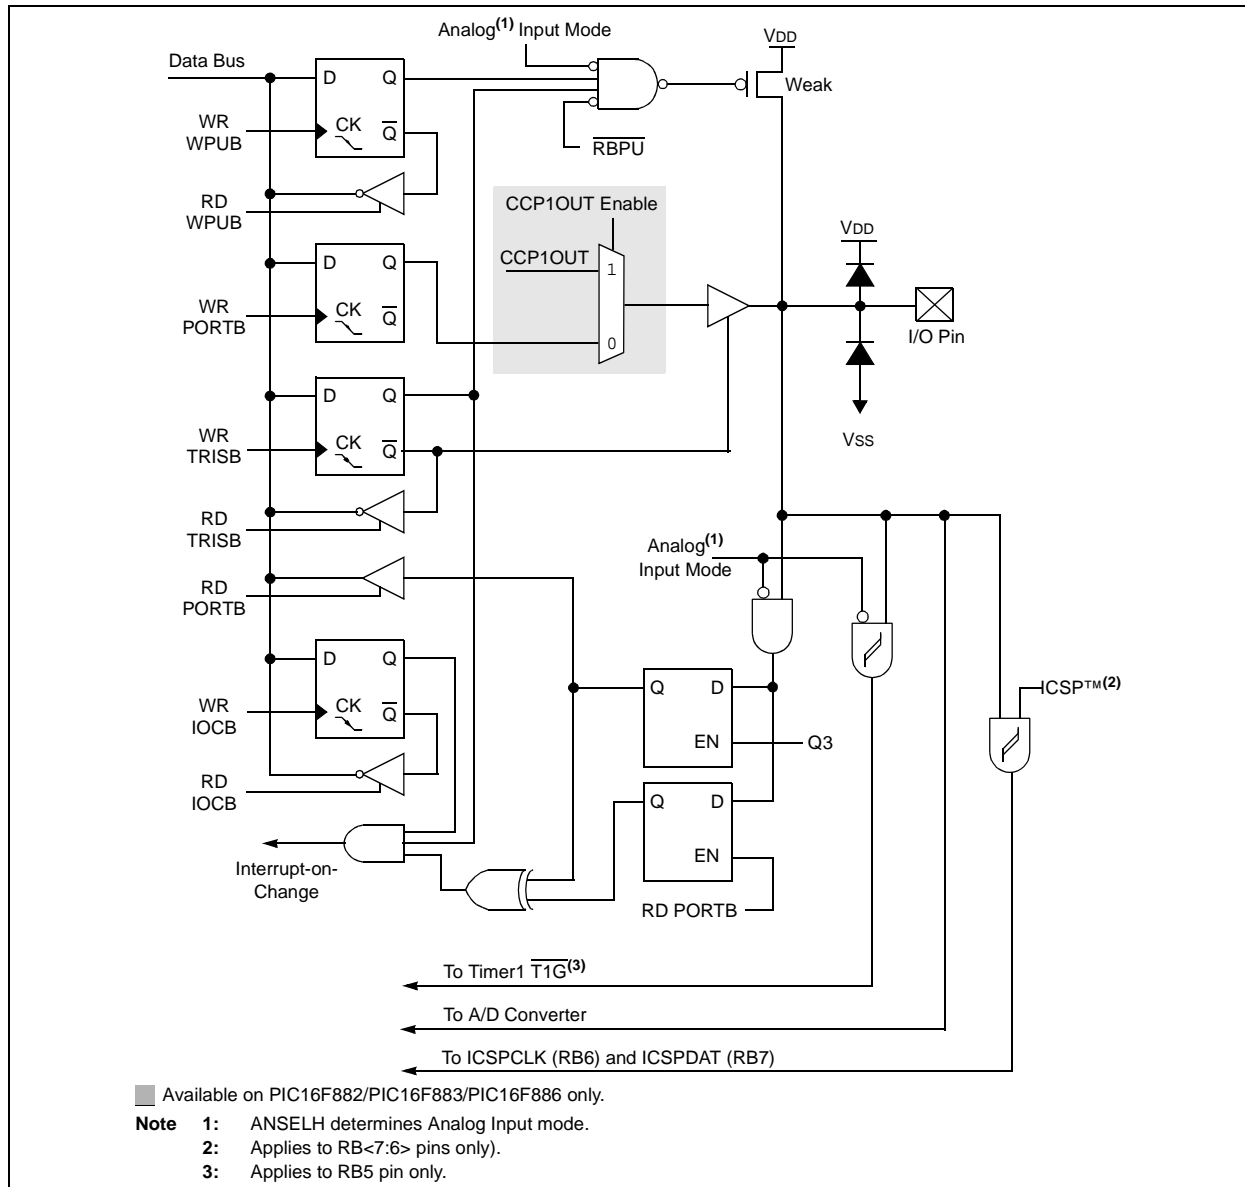 Analog(1) Input Mode
VDD
Data Bus
D Q
Weak
WR
WPUB
CK Q
RBPU
RD
WPUB
CCP1OUT Enable
VDD
D Q
CCP1OUT
1
WR
PORTB
CK Q
0
I/O Pin
D Q
WR
TRISB
CK Q
VSS
RD
TRISB
Analog(1)
Input Mode
RD
PORTB
D Q
Q D
ICSP™(2)
WR
IOCB
CK Q
EN
Q3
RD
IOCB
Q D
EN
Interrupt-on-
Change
RD PORTB
To Timer1 T1G(3)
To A/D Converter
To ICSPCLK (RB6) and ICSPDAT (RB7)
Available on PIC16F882/PIC16F883/PIC16F886 only.
Note 1: ANSELH determines Analog Input mode.
2: Applies to RB<7:6> pins only).
3: Applies to RB5 pin only.